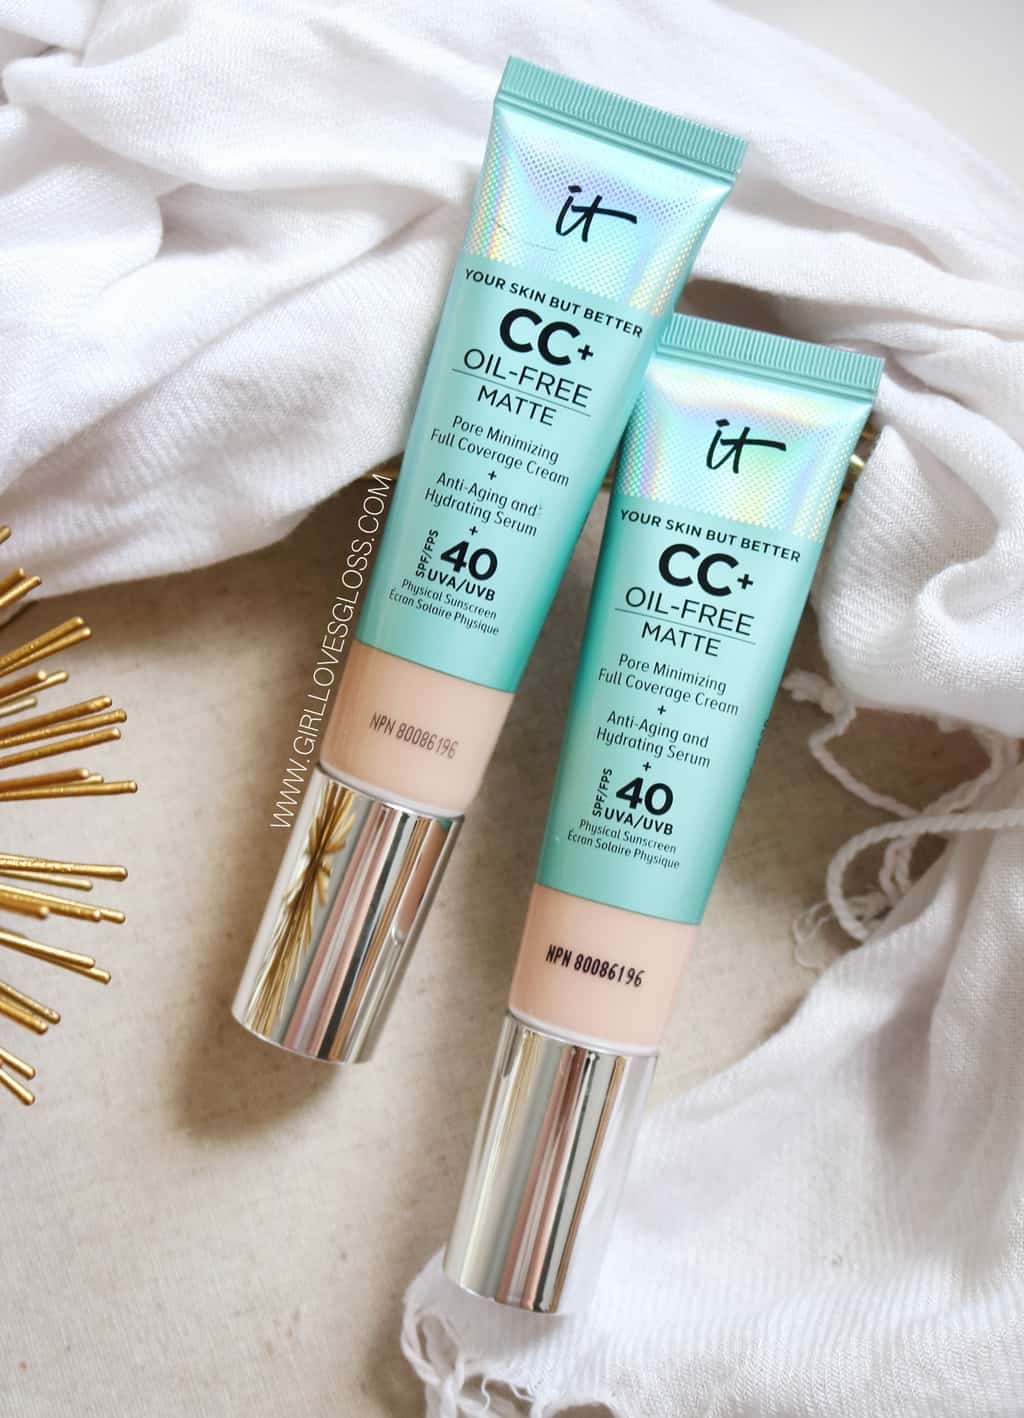 it
YOUR SKIN BUT BETTER
CC+
OIL-FREE
MATTE
Pore Minimizing
Full Coverage Cream
+
Anti-Aging and
Hydrating Serum
+
SPF/FPS
40
UVA/UVB
Physical Sunscreen
Écran Solaire Physique
NPN 80086196
WWW.GIRLLOVESGLOSS.COM
it
YOUR SKIN BUT BETTER
CC+
OIL-FREE
MATTE
Pore Minimizing
Full Coverage Cream
+
Anti-Aging and
Hydrating Serum
+
SPF/FPS
40
UVA/UVB
Physical Sunscreen
Écran Solaire Physique
NPN 80086196